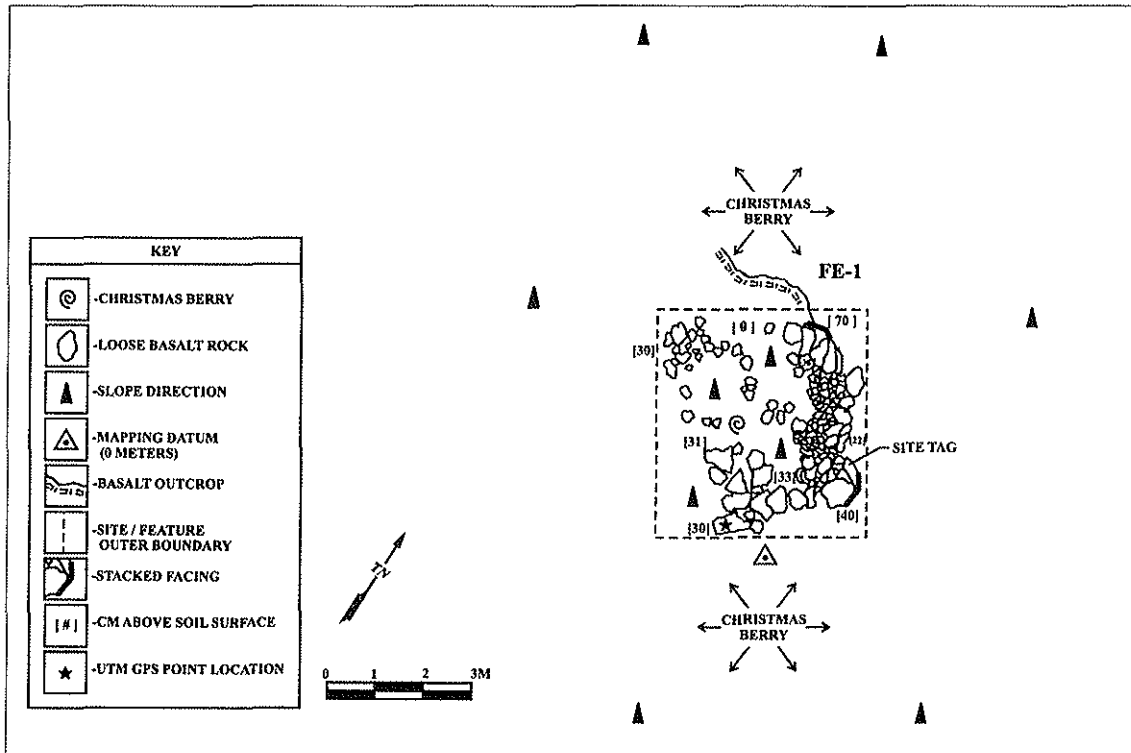 CHRISTMAS
BERRY
FE-1
[ 70 ]
[ 0 ]
[30]
[31]
[33]
SITE TAG
[40]
[30]
CHRISTMAS
BERRY
KEY
-CHRISTMAS BERRY
-LOOSE BASALT ROCK
-SLOPE DIRECTION
-MAPPING DATUM
(0 METERS)
-BASALT OUTCROP
-SITE / FEATURE
OUTER BOUNDARY
-STACKED FACING
[#]
-CM ABOVE SOIL SURFACE
-UTM GPS POINT LOCATION
TN
0 1 2 3M